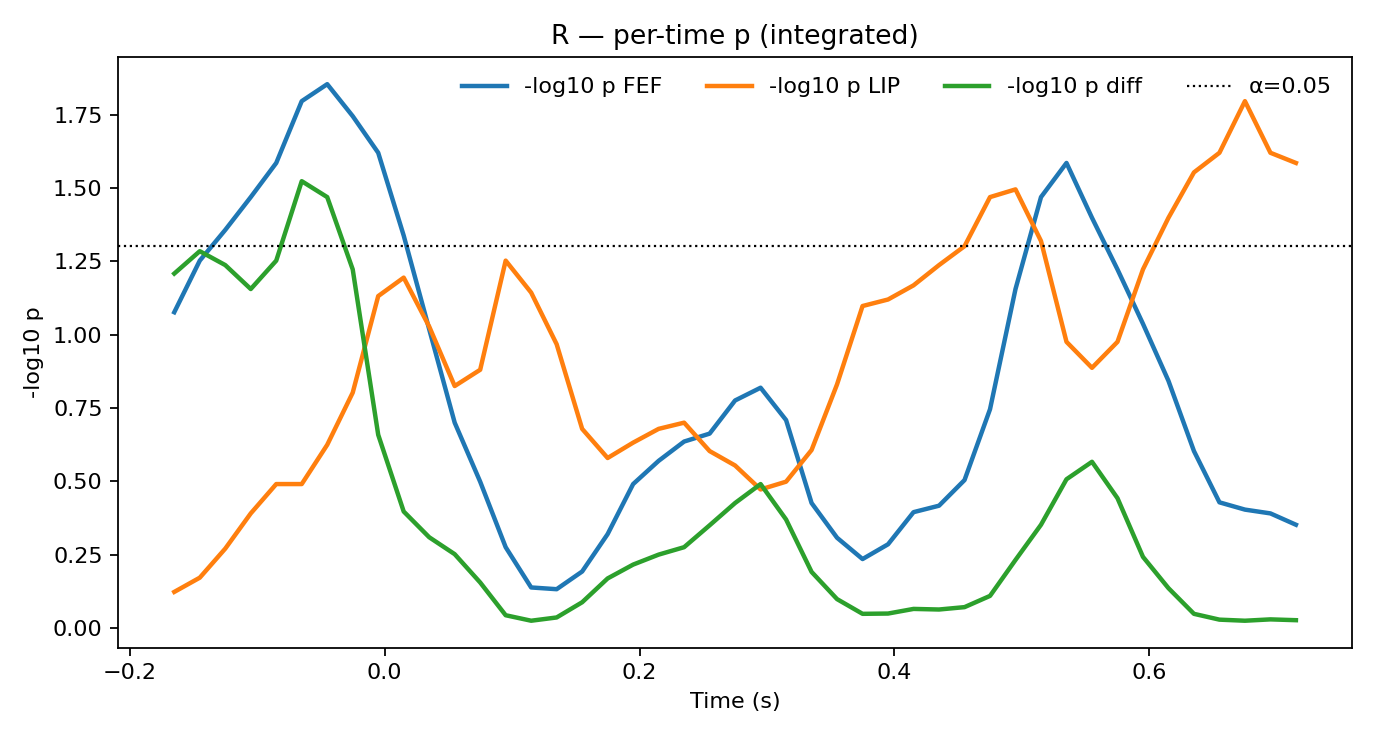 R — per-time p (integrated)
-log10 p FEF
-log10 p LIP
-log10 p diff
α=0.05
-log10 p
1.75
1.50
1.25
1.00
0.75
0.50
0.25
0.00
−0.2
0.0
0.2
0.4
0.6
Time (s)